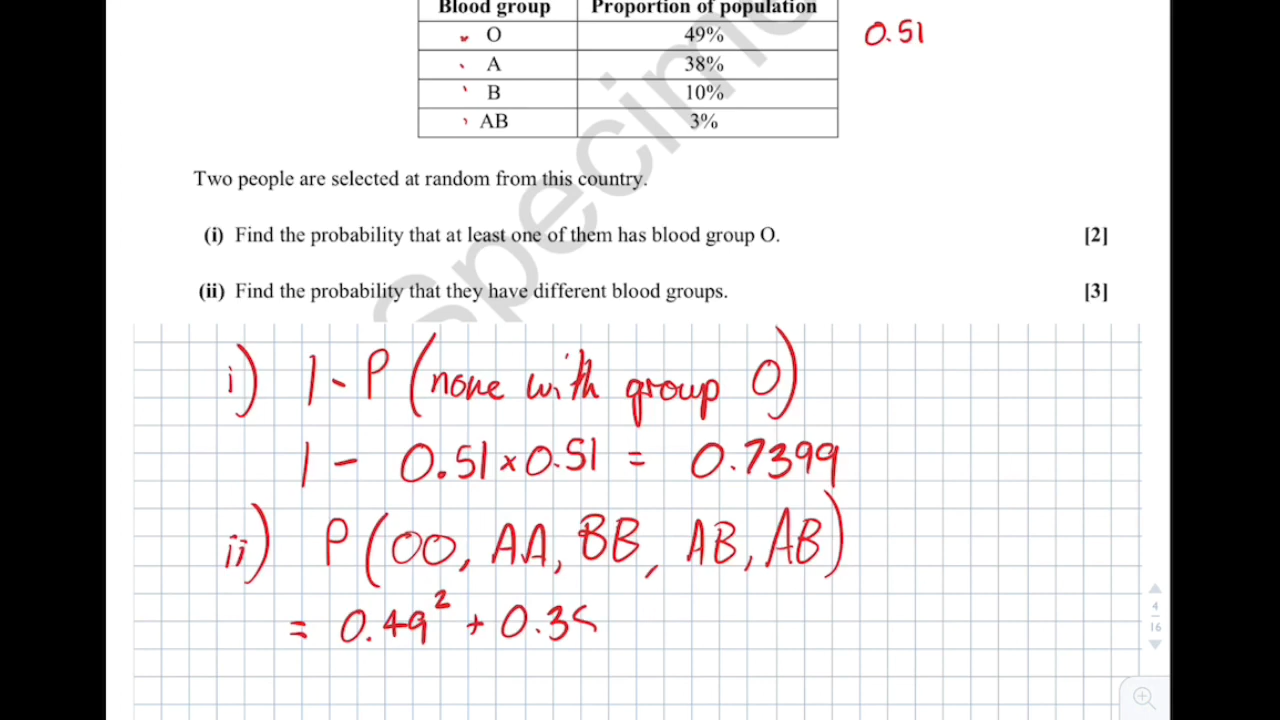 Blood group Proportion of population
O 49% 0.51
A 38%
B 10%
AB 3%
Two people are selected at random from this country.
(i) Find the probability that at least one of them has blood group O. [2]
(ii) Find the probability that they have different blood groups. [3]
i) 1 - P (none with group O)
1 - 0.51 × 0.51 = 0.7399
ii) P (OO, AA, BB, AB, AB)
= 0.49² + 0.3
4
16
Specime